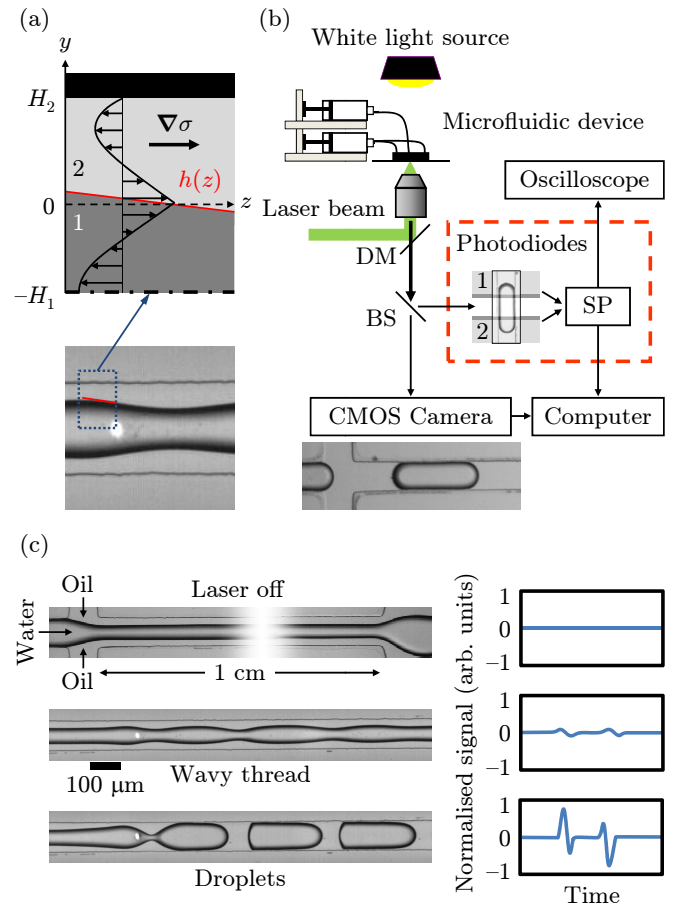 (a)
y
H₂
∇σ
2
h(z)
z
0
1
−H₁
(b)
White light source
Microfluidic device
Oscilloscope
Laser beam
Photodiodes
DM
1
SP
BS
2
CMOS Camera
Computer
(c)
Oil
Laser off
Water
Oil
1 cm
Wavy thread
100 µm
Droplets
Normalised signal (arb. units)
1
0
−1
1
0
−1
1
0
−1
Time